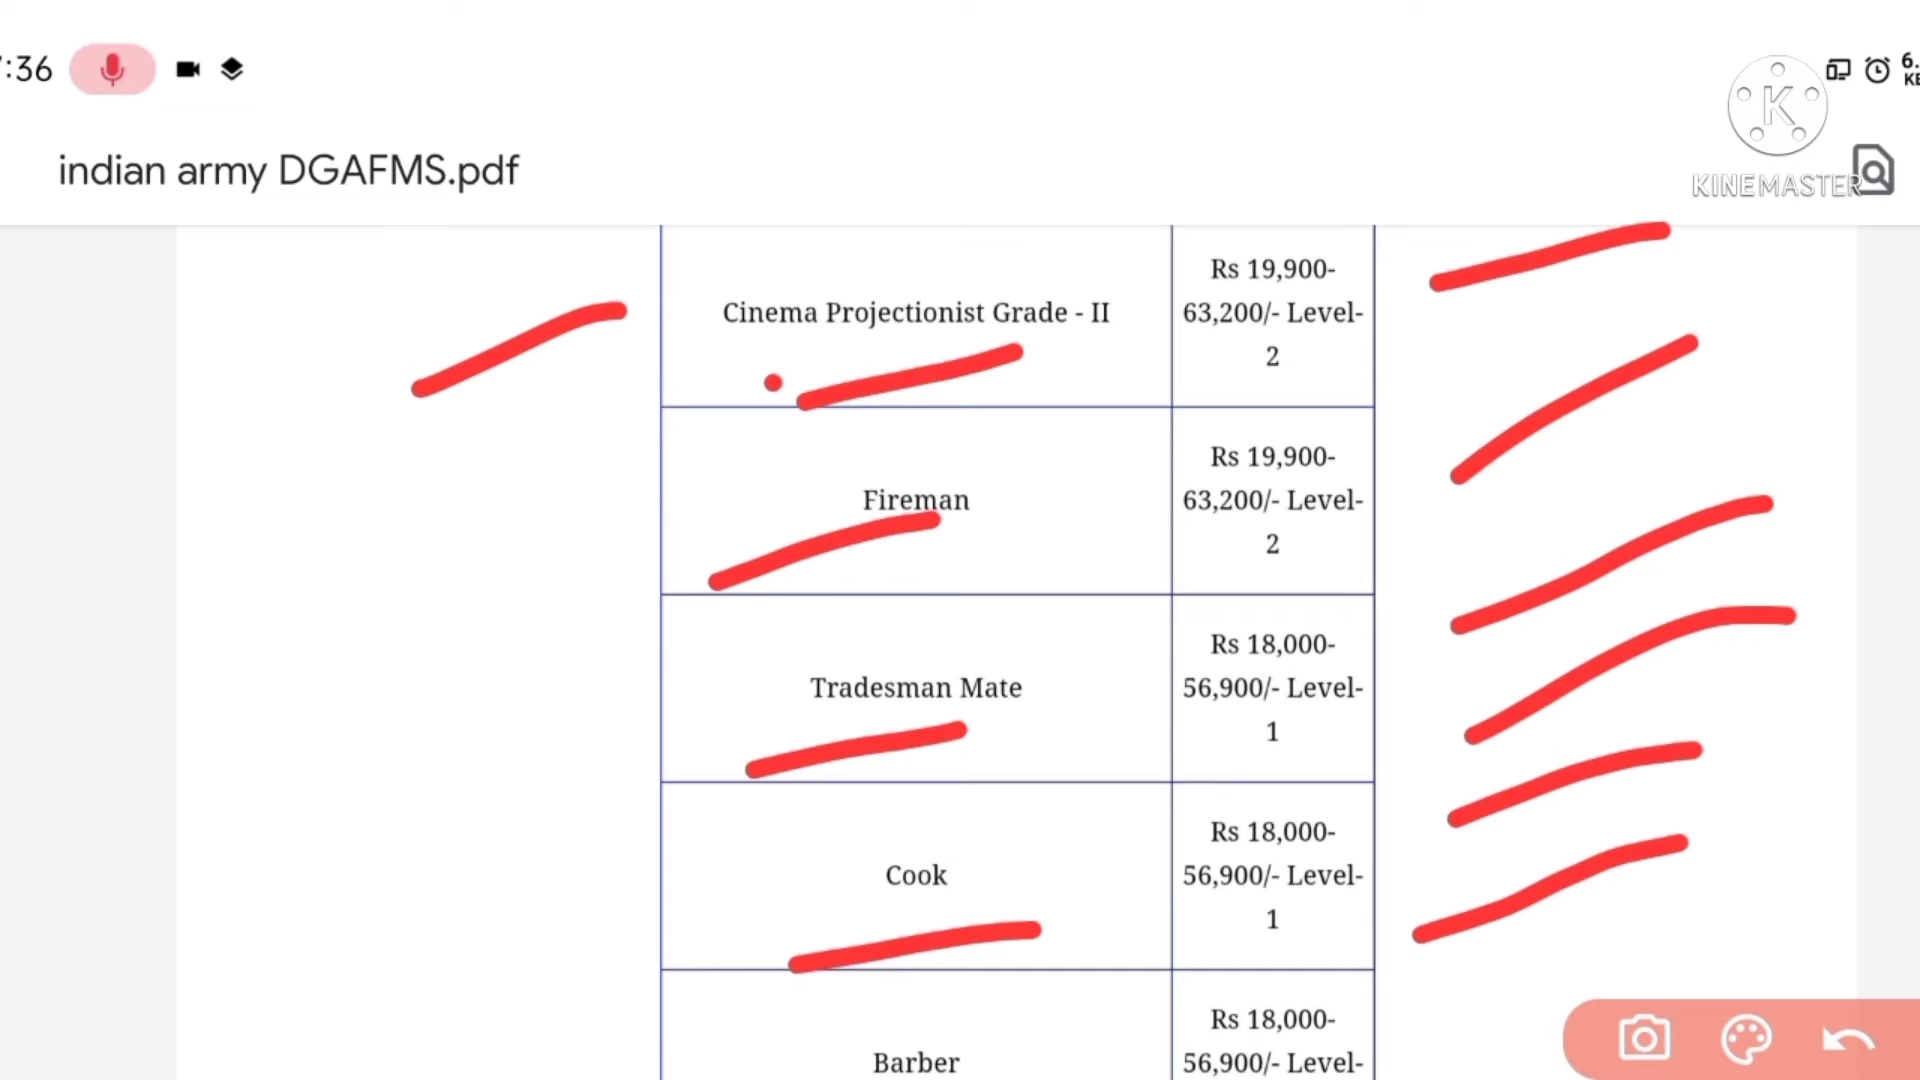 :36
6.
KE
K
KINEMASTER
indian army DGAFMS.pdf
Cinema Projectionist Grade - II
Rs 19,900-
63,200/- Level-
2
Fireman
Rs 19,900-
63,200/- Level-
2
Tradesman Mate
Rs 18,000-
56,900/- Level-
1
Cook
Rs 18,000-
56,900/- Level-
1
Barber
Rs 18,000-
56,900/- Level-